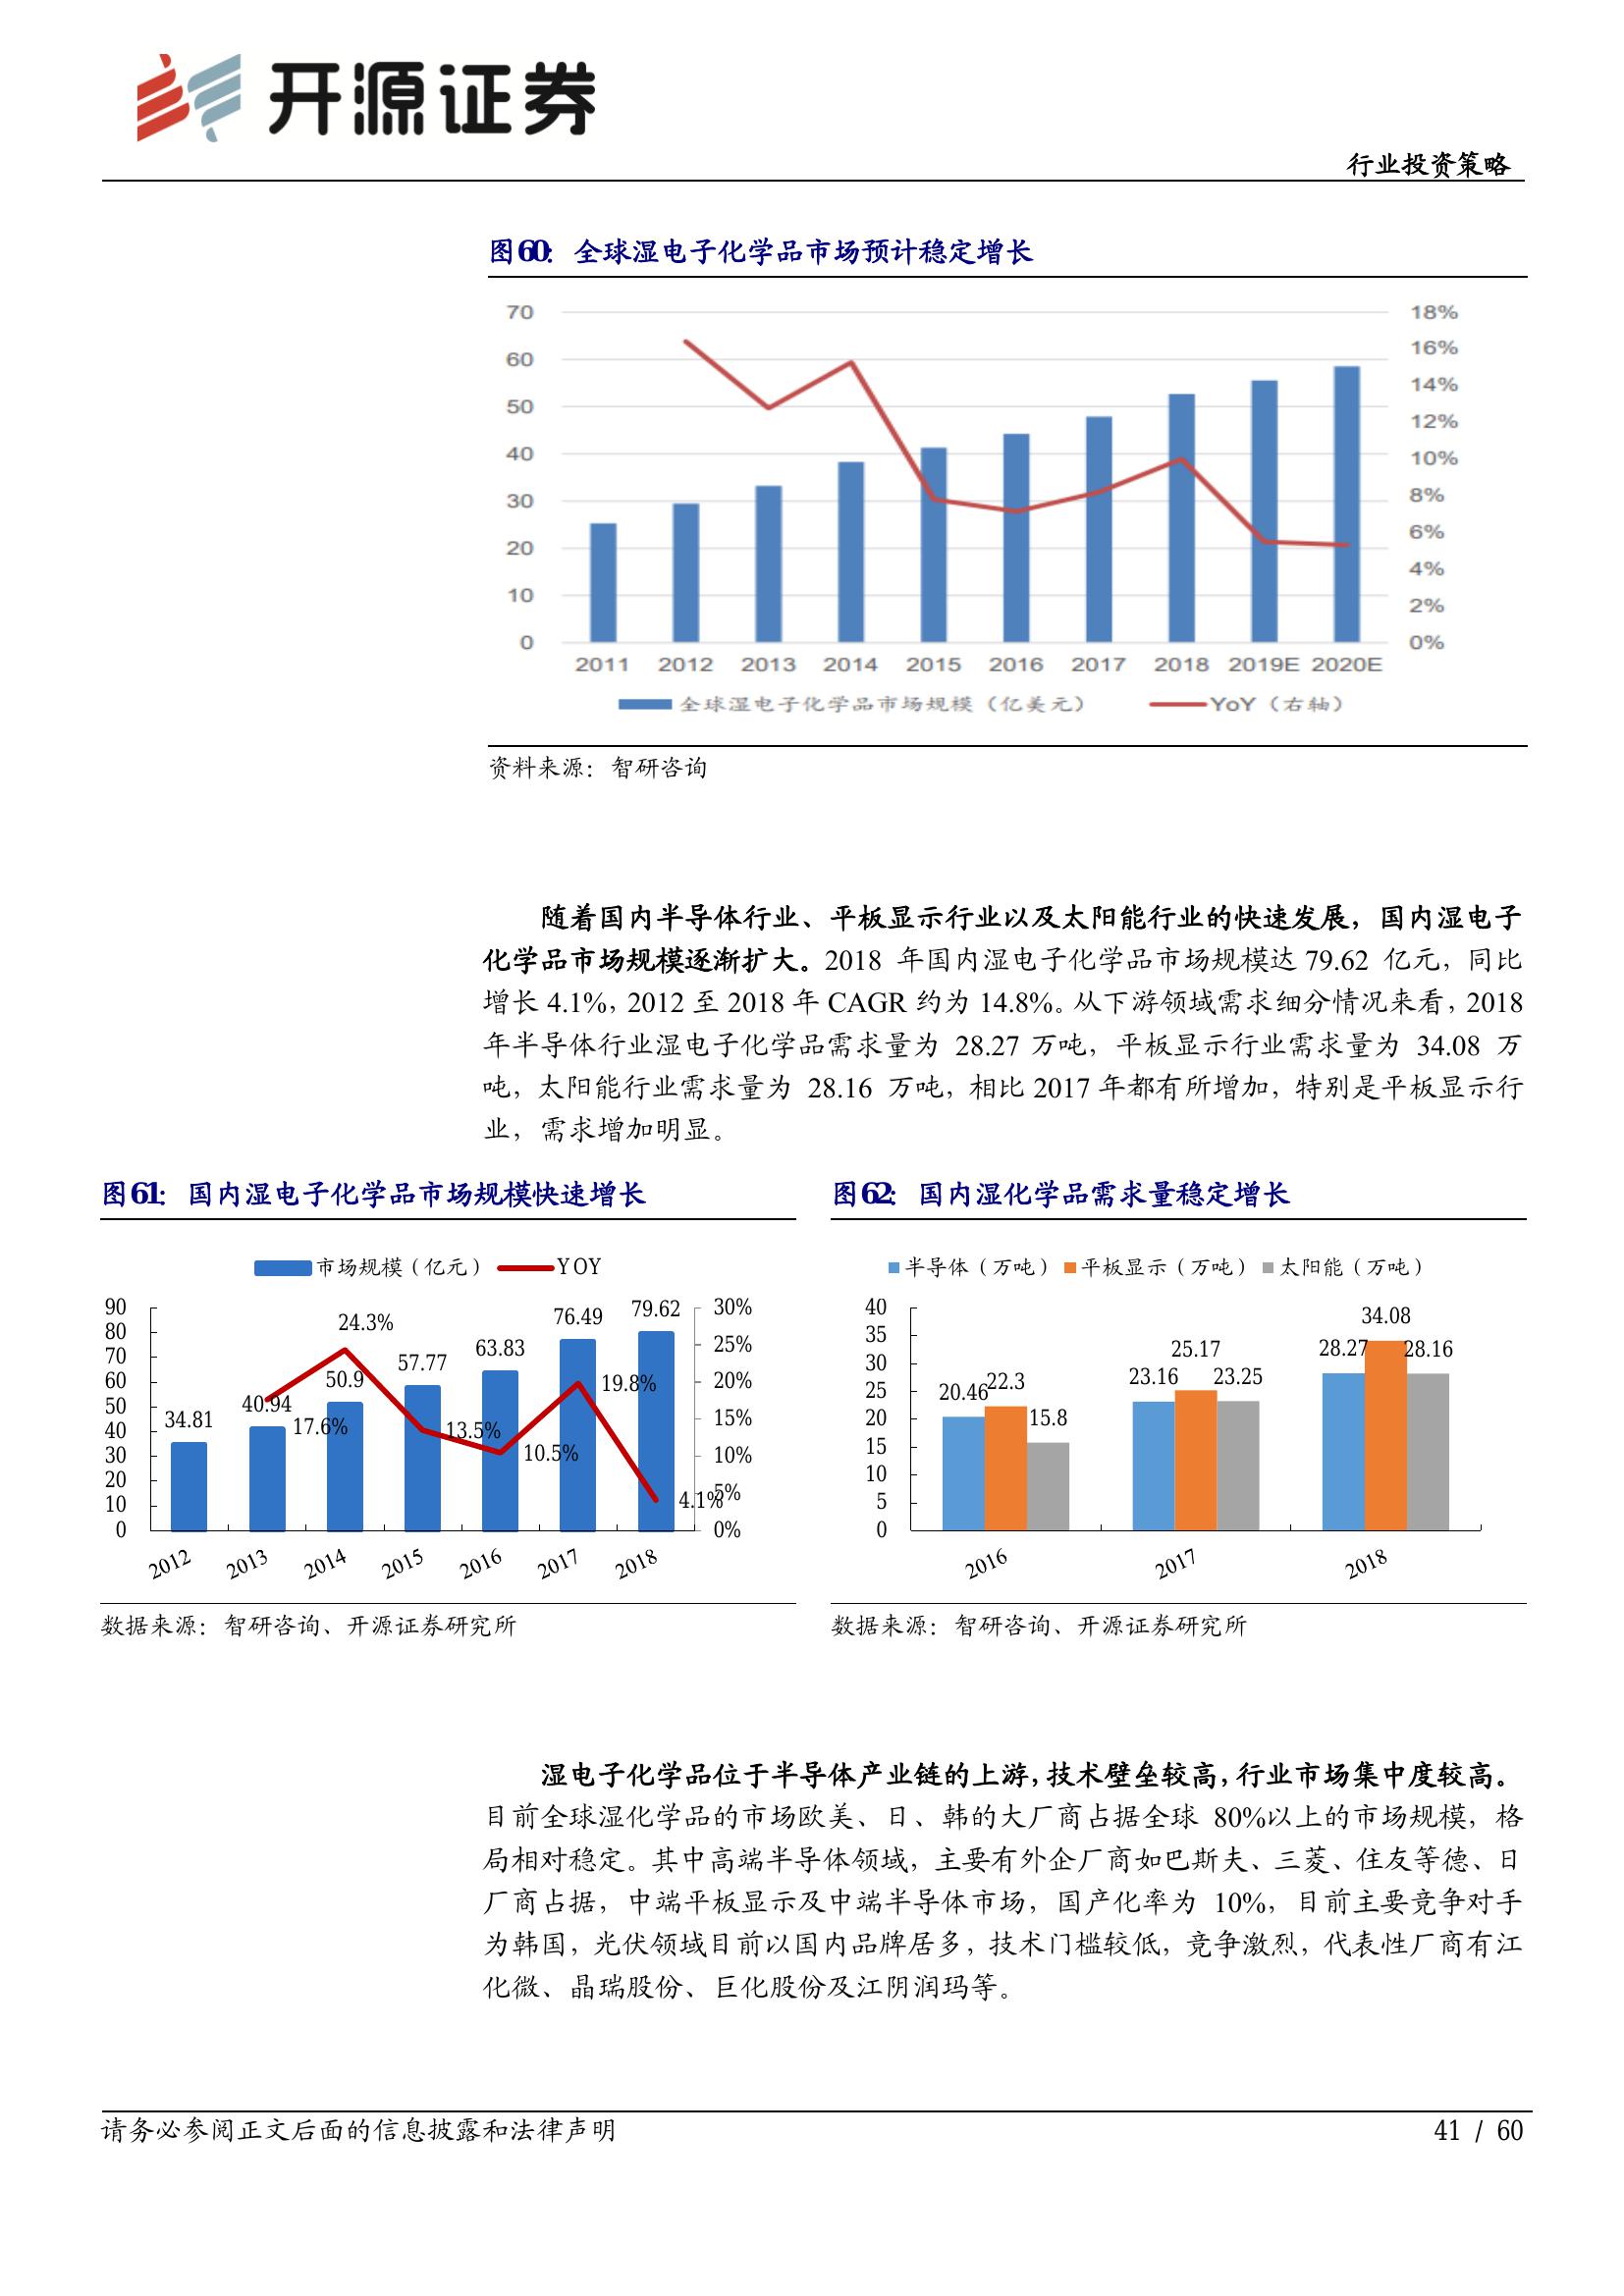 开源证券
行业投资策略
图60: 全球湿电子化学品市场预计稳定增长
70
60
50
40
30
20
10
0
18%
16%
14%
12%
10%
8%
6%
4%
2%
0%
2011 2012 2013 2014 2015 2016 2017 2018 2019E 2020E
全球湿电子化学品市场规模（亿美元） YoY（右轴）
资料来源：智研咨询
随着国内半导体行业、平板显示行业以及太阳能行业的快速发展，国内湿电子
化学品市场规模逐渐扩大。2018 年国内湿电子化学品市场规模达 79.62 亿元，同比
增长 4.1%，2012 至 2018 年 CAGR 约为 14.8%。从下游领域需求细分情况来看，2018
年半导体行业湿电子化学品需求量为 28.27 万吨，平板显示行业需求量为 34.08 万
吨，太阳能行业需求量为 28.16 万吨，相比 2017 年都有所增加，特别是平板显示行
业，需求增加明显。
图61: 国内湿电子化学品市场规模快速增长
市场规模（亿元） YOY
90
80
70
60
50
40
30
20
10
0
34.81
40.94
50.9
57.77
63.83
76.49
79.62
17.6%
24.3%
13.5%
10.5%
19.8%
4.1%
30%
25%
20%
15%
10%
5%
0%
2012 2013 2014 2015 2016 2017 2018
数据来源：智研咨询、开源证券研究所
图62: 国内湿化学品需求量稳定增长
半导体（万吨） 平板显示（万吨） 太阳能（万吨）
40
35
30
25
20
15
10
5
0
20.46
22.3
15.8
23.16
25.17
23.25
28.27
34.08
28.16
2016 2017 2018
数据来源：智研咨询、开源证券研究所
湿电子化学品位于半导体产业链的上游，技术壁垒较高，行业市场集中度较高。
目前全球湿化学品的市场欧美、日、韩的大厂商占据全球 80%以上的市场规模，格
局相对稳定。其中高端半导体领域，主要有外企厂商如巴斯夫、三菱、住友等德、日
厂商占据，中端平板显示及中端半导体市场，国产化率为 10%，目前主要竞争对手
为韩国，光伏领域目前以国内品牌居多，技术门槛较低，竞争激烈，代表性厂商有江
化微、晶瑞股份、巨化股份及江阴润玛等。
请务必参阅正文后面的信息披露和法律声明
41 / 60